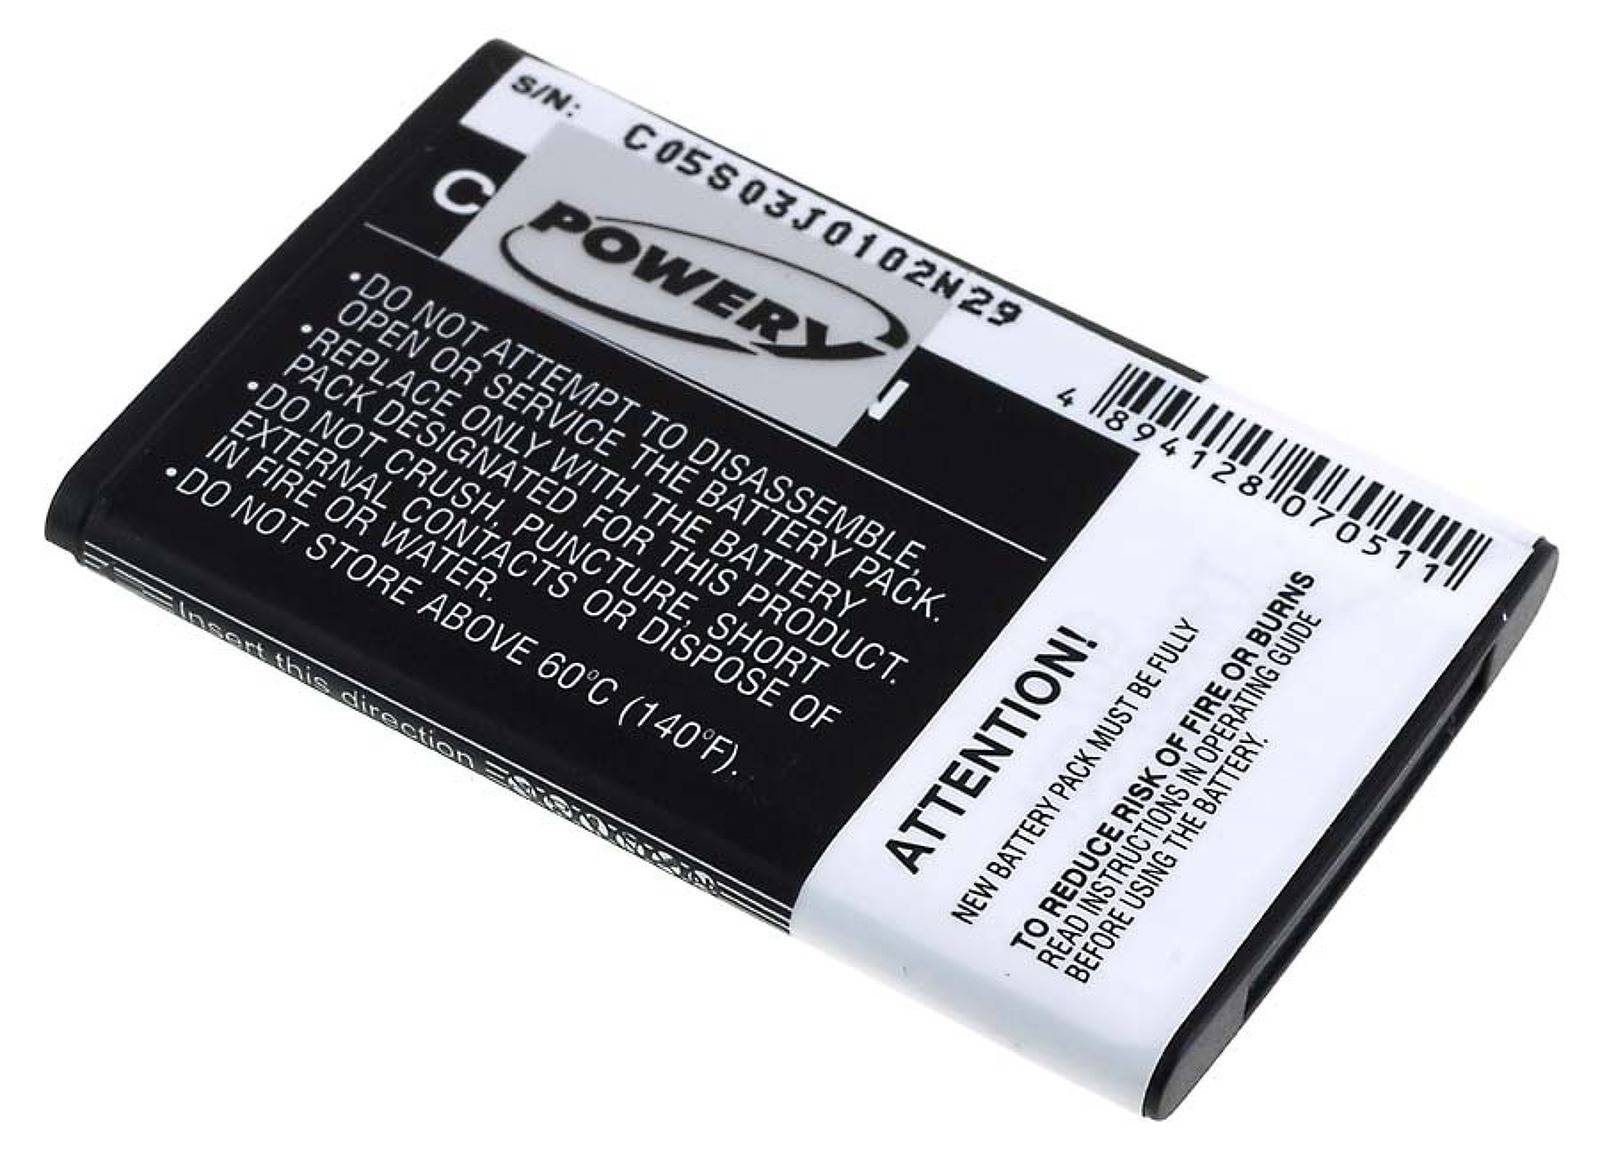 S/N: C05S03J0102N29
C
POWERY
4 894128 070511
•DO NOT ATTEMPT TO DISASSEMBLE,
OPEN OR SERVICE THE BATTERY PACK.
•REPLACE ONLY WITH THE BATTERY
PACK DESIGNATED FOR THIS PRODUCT.
•DO NOT CRUSH, PUNCTURE, SHORT
EXTERNAL CONTACTS OR DISPOSE OF
IN FIRE OR WATER.
•DO NOT STORE ABOVE 60°C (140°F).
Insert this direction
ATTENTION!
NEW BATTERY PACK MUST BE FULLY
TO REDUCE RISK OF FIRE OR BURNS
READ INSTRUCTIONS IN OPERATING GUIDE
BEFORE USING THE BATTERY.